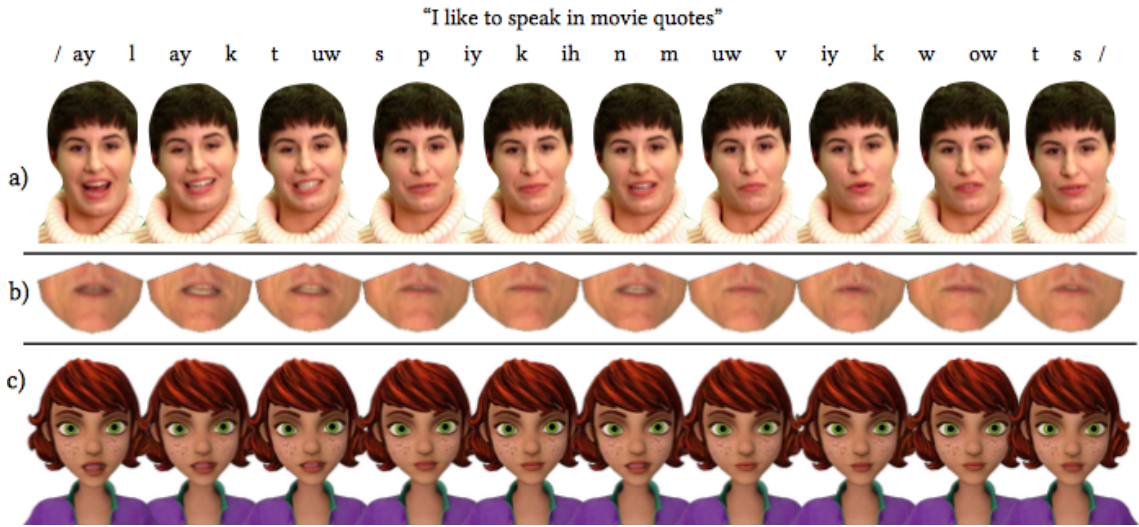 “I like to speak in movie quotes”
/ ay l ay k t uw s p iy k ih n m uw v iy k w ow t s /
a)
b)
c)